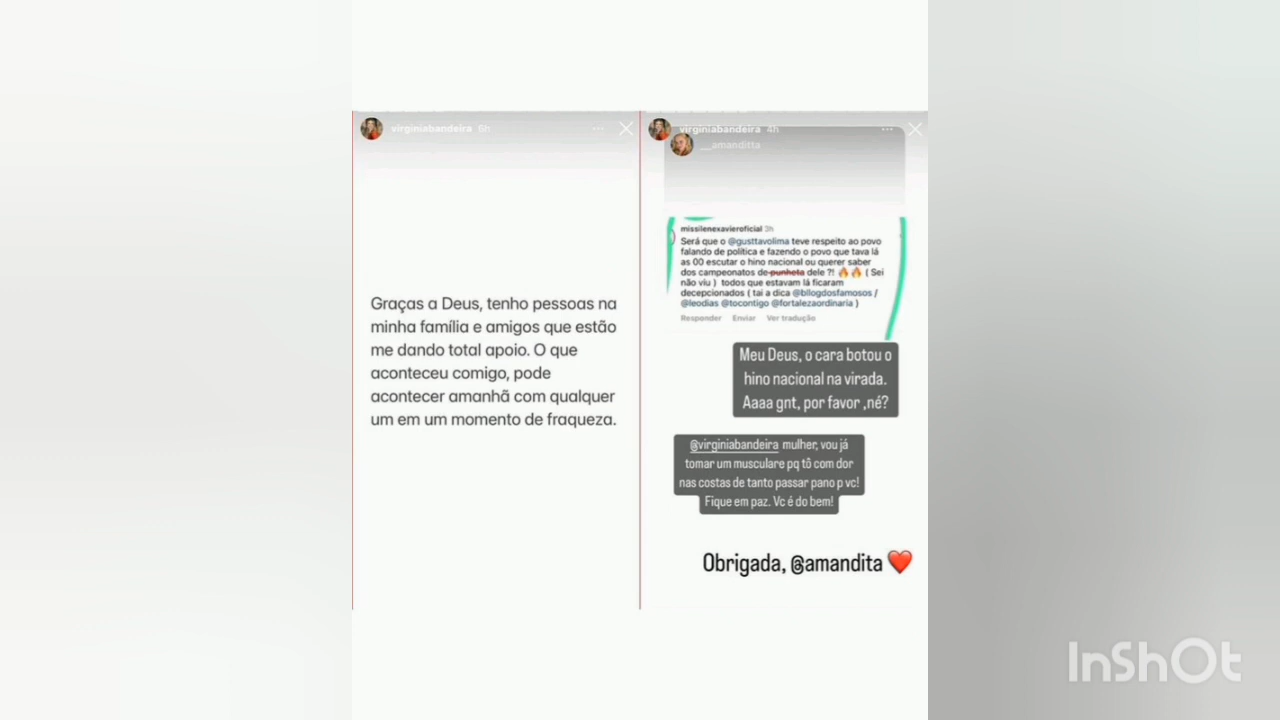 virginiabandeira 6h
Graças a Deus, tenho pessoas na
minha família e amigos que estão
me dando total apoio. O que
aconteceu comigo, pode
acontecer amanhã com qualquer
um em um momento de fraqueza.
virginiabandeira 4h
__amanditta
missilenexavieroficial 3h
Será que o @gusttavolima teve respeito ao povo
falando de política e fazendo o povo que tava lá
as 00 escutar o hino nacional ou querer saber
dos campeonatos de punheta dele ?! 🔥🔥 ( Sei
não viu ) todos que estavam lá ficaram
decepcionados ( tai a dica @bllogdosfamosos /
@leodias @tocontigo @fortalezaordinaria )
Responder Enviar Ver tradução
Meu Deus, o cara botou o
hino nacional na virada.
Aaaa gnt, por favor ,né?
@virginiabandeira mulher, vou já
tomar um musculare pq tô com dor
nas costas de tanto passar pano p vc!
Fique em paz. Vc é do bem!
Obrigada, @amandita ❤️
InShOt